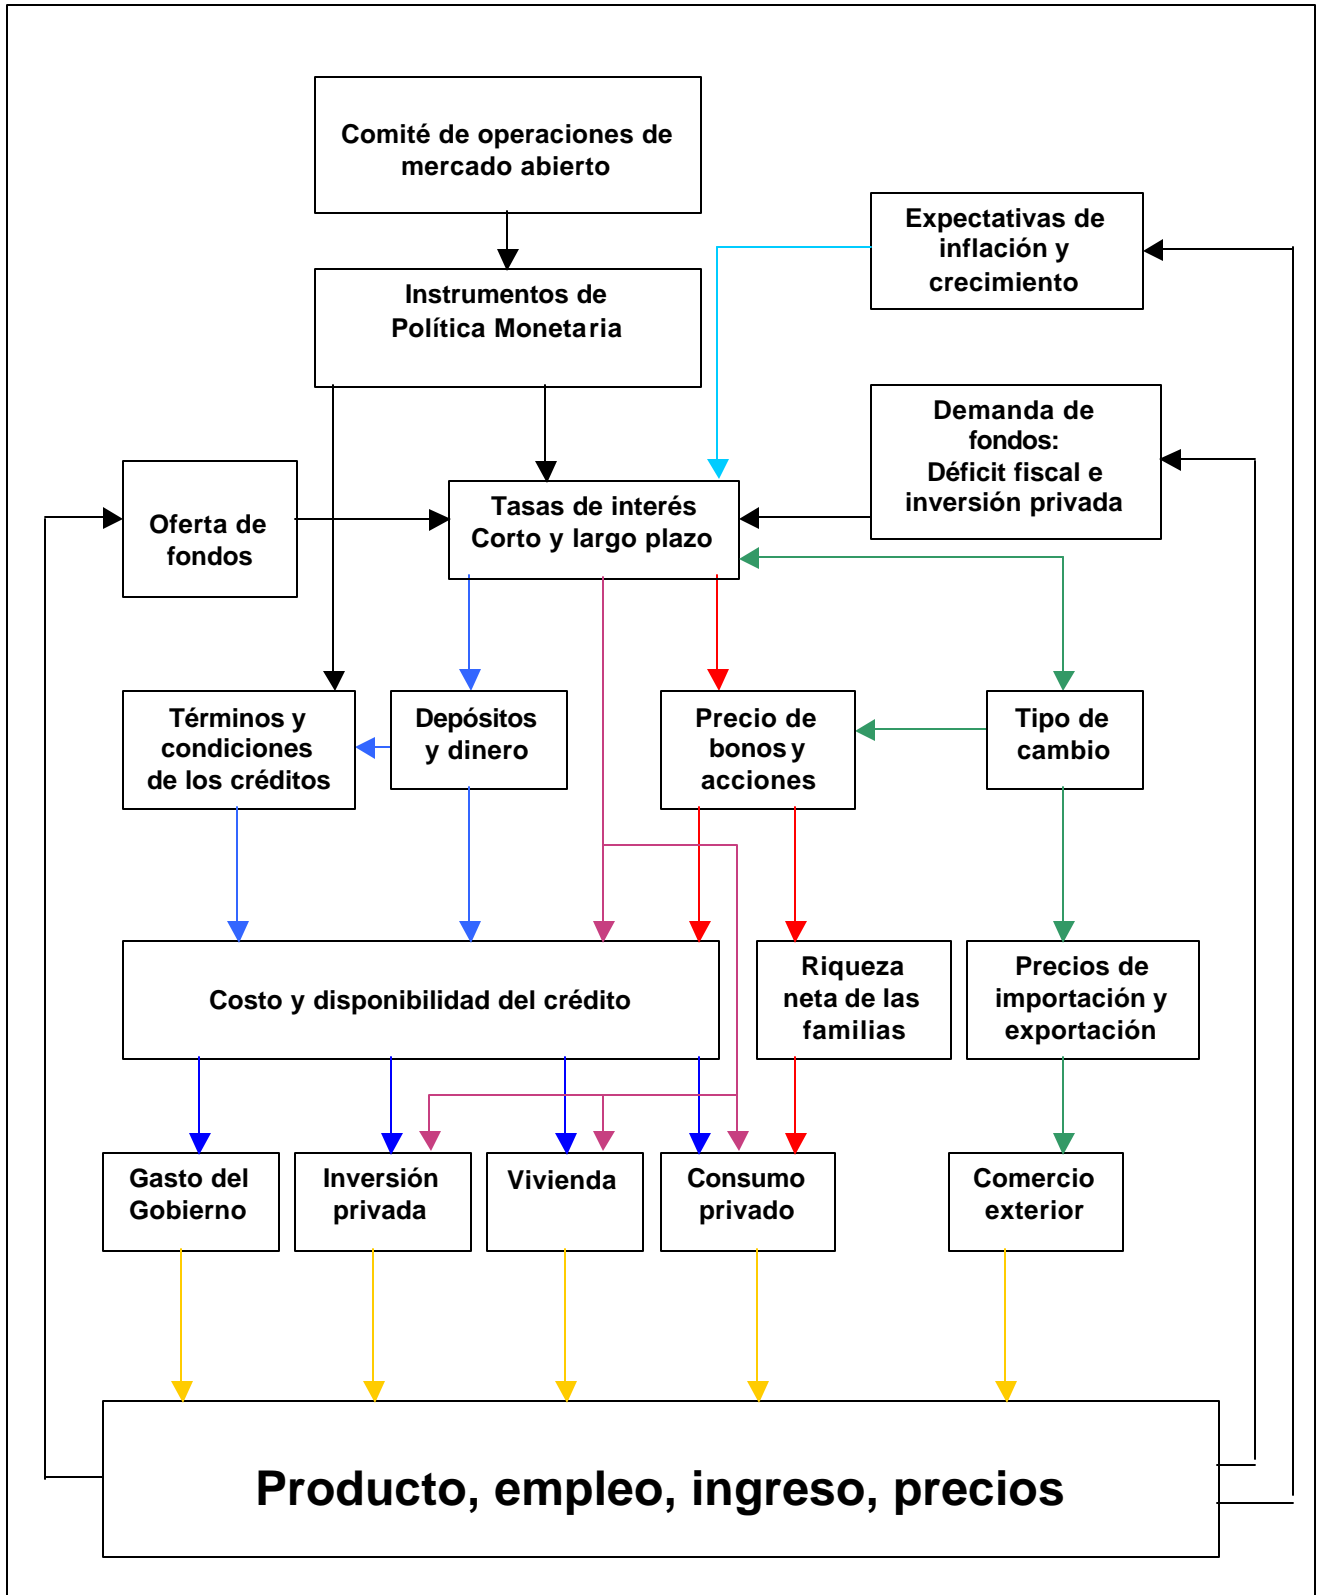 Comité de operaciones de
mercado abierto
Expectativas de
inflación y
crecimiento
Instrumentos de
Política Monetaria
Demanda de
fondos:
Déficit fiscal e
inversión privada
Oferta de
fondos
Tasas de interés
Corto y largo plazo
Términos y
condiciones
de los créditos
Depósitos
y dinero
Precio de
bonos y
acciones
Tipo de
cambio
Costo y disponibilidad del crédito
Riqueza
neta de las
familias
Precios de
importación y
exportación
Gasto del
Gobierno
Inversión
privada
Vivienda
Consumo
privado
Comercio
exterior
Producto, empleo, ingreso, precios